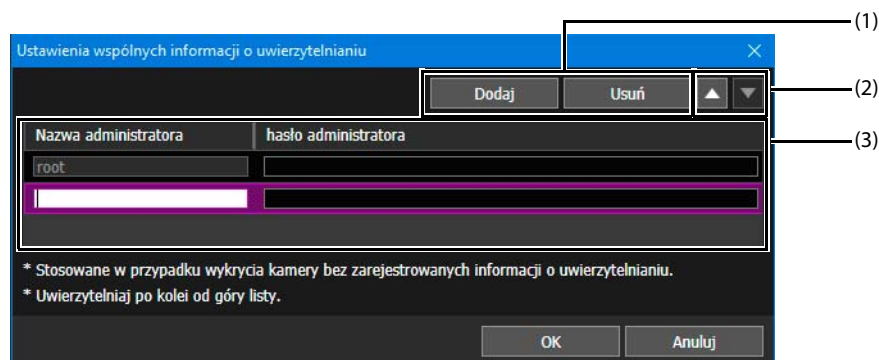 (1)
Ustawienia wspólnych informacji o uwierzytelnianiu
Dodaj Usuń
(2)
Nazwa administratora hasło administratora
(3)
root
* Stosowane w przypadku wykrycia kamery bez zarejestrowanych informacji o uwierzytelnianiu.
* Uwierzytelniaj po kolei od góry listy.
OK Anuluj